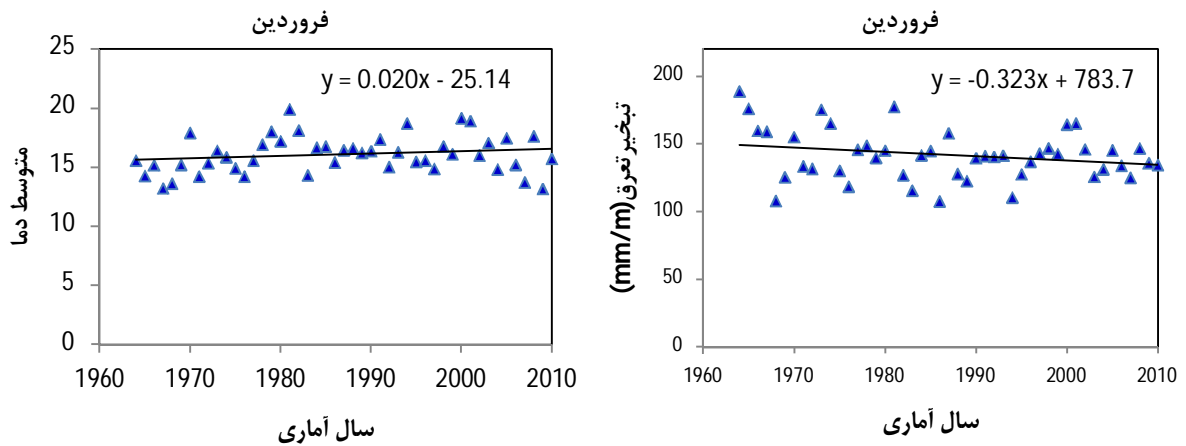 فروردین
y = 0.020x - 25.14
25
20
15
10
5
0
متوسط دما
1960 1970 1980 1990 2000 2010
سال آماری
فروردین
y = -0.323x + 783.7
200
150
100
50
0
تبخیرتعرق(mm/m)
1960 1970 1980 1990 2000 2010
سال آماری